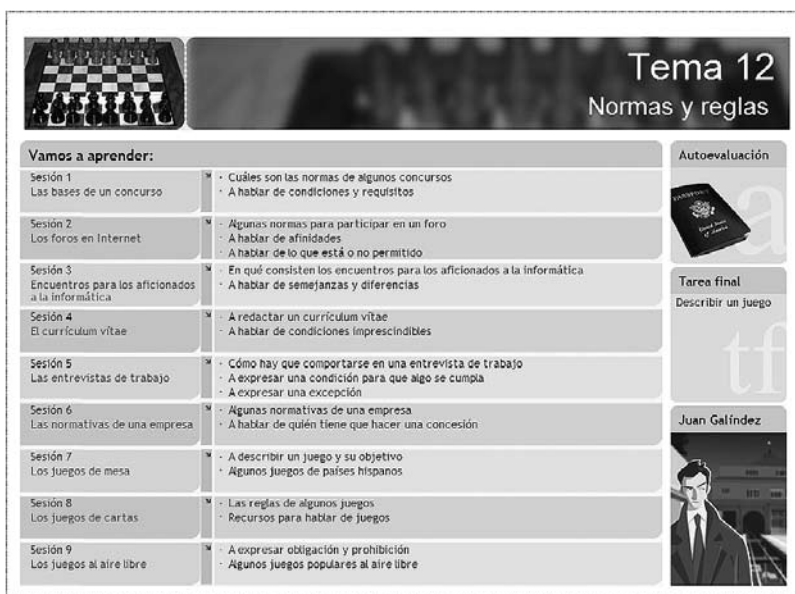 Tema 12
Normas y reglas
Vamos a aprender:
Sesión 1
Las bases de un concurso
· Cuáles son las normas de algunos concursos
· A hablar de condiciones y requisitos
Sesión 2
Los foros en Internet
· Algunas normas para participar en un foro
· A hablar de afinidades
· A hablar de lo que está o no permitido
Sesión 3
Encuentros para los aficionados
a la informática
· En qué consisten los encuentros para los aficionados a la informática
· A hablar de semejanzas y diferencias
Sesión 4
El currículum vítae
· A redactar un currículum vítae
· A hablar de condiciones imprescindibles
Sesión 5
Las entrevistas de trabajo
· Cómo hay que comportarse en una entrevista de trabajo
· A expresar una condición para que algo se cumpla
· A expresar una excepción
Sesión 6
Las normativas de una empresa
· Algunas normativas de una empresa
· A hablar de quién tiene que hacer una concesión
Sesión 7
Los juegos de mesa
· A describir un juego y su objetivo
· Algunos juegos de países hispanos
Sesión 8
Los juegos de cartas
· Las reglas de algunos juegos
· Recursos para hablar de juegos
Sesión 9
Los juegos al aire libre
· A expresar obligación y prohibición
· Algunos juegos populares al aire libre
Autoevaluación
PASSPORT
United States
of America
a
Tarea final
Describir un juego
tf
Juan Galíndez